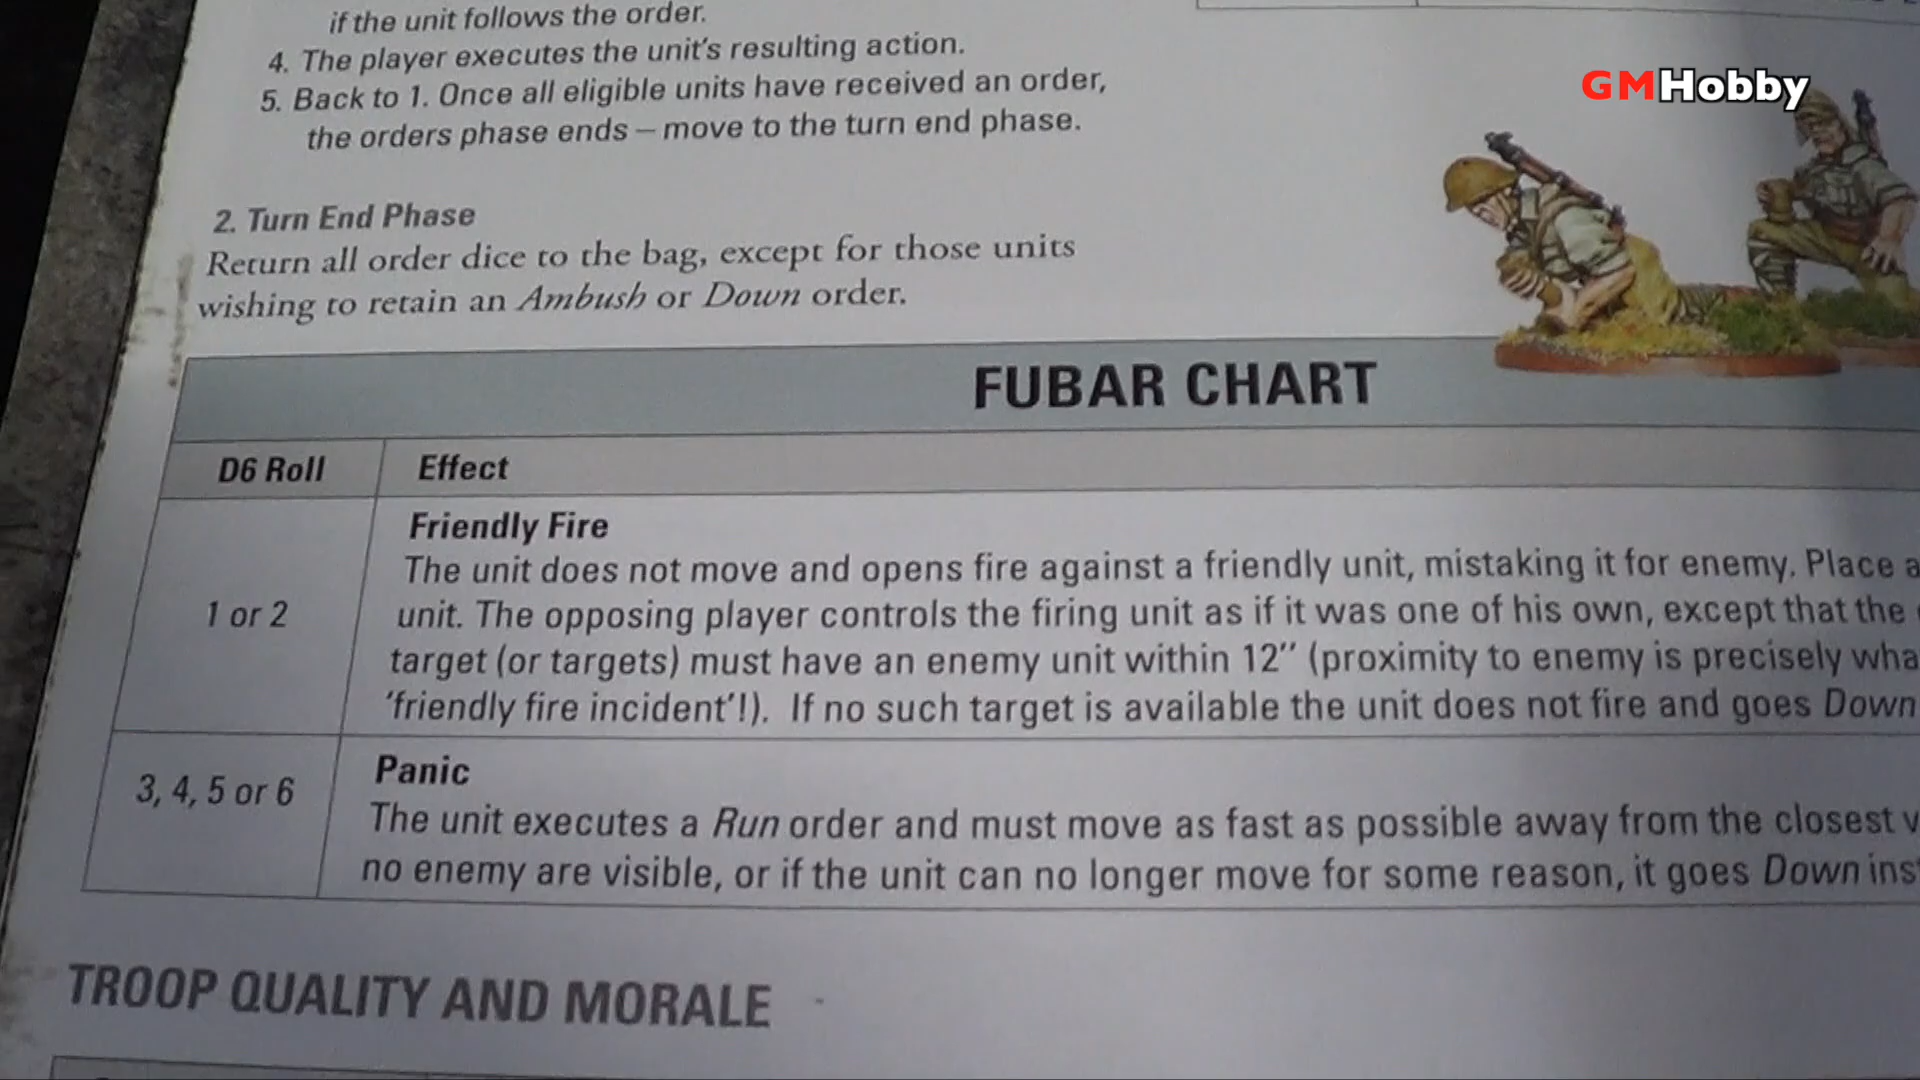 if the unit follows the order.
4. The player executes the unit's resulting action.
5. Back to 1. Once all eligible units have received an order,
the orders phase ends – move to the turn end phase.
GMHobby
2. Turn End Phase
Return all order dice to the bag, except for those units
wishing to retain an Ambush or Down order.
FUBAR CHART
D6 Roll Effect
Friendly Fire
The unit does not move and opens fire against a friendly unit, mistaking it for enemy. Place a
1 or 2
unit. The opposing player controls the firing unit as if it was one of his own, except that the
target (or targets) must have an enemy unit within 12" (proximity to enemy is precisely
'friendly fire incident'!). If no such target is available the unit does not fire and goes Down
Panic
3, 4, 5 or 6
The unit executes a Run order and must move as fast as possible away from the closest
no enemy are visible, or if the unit can no longer move for some reason, it goes Down
TROOP QUALITY AND MORALE